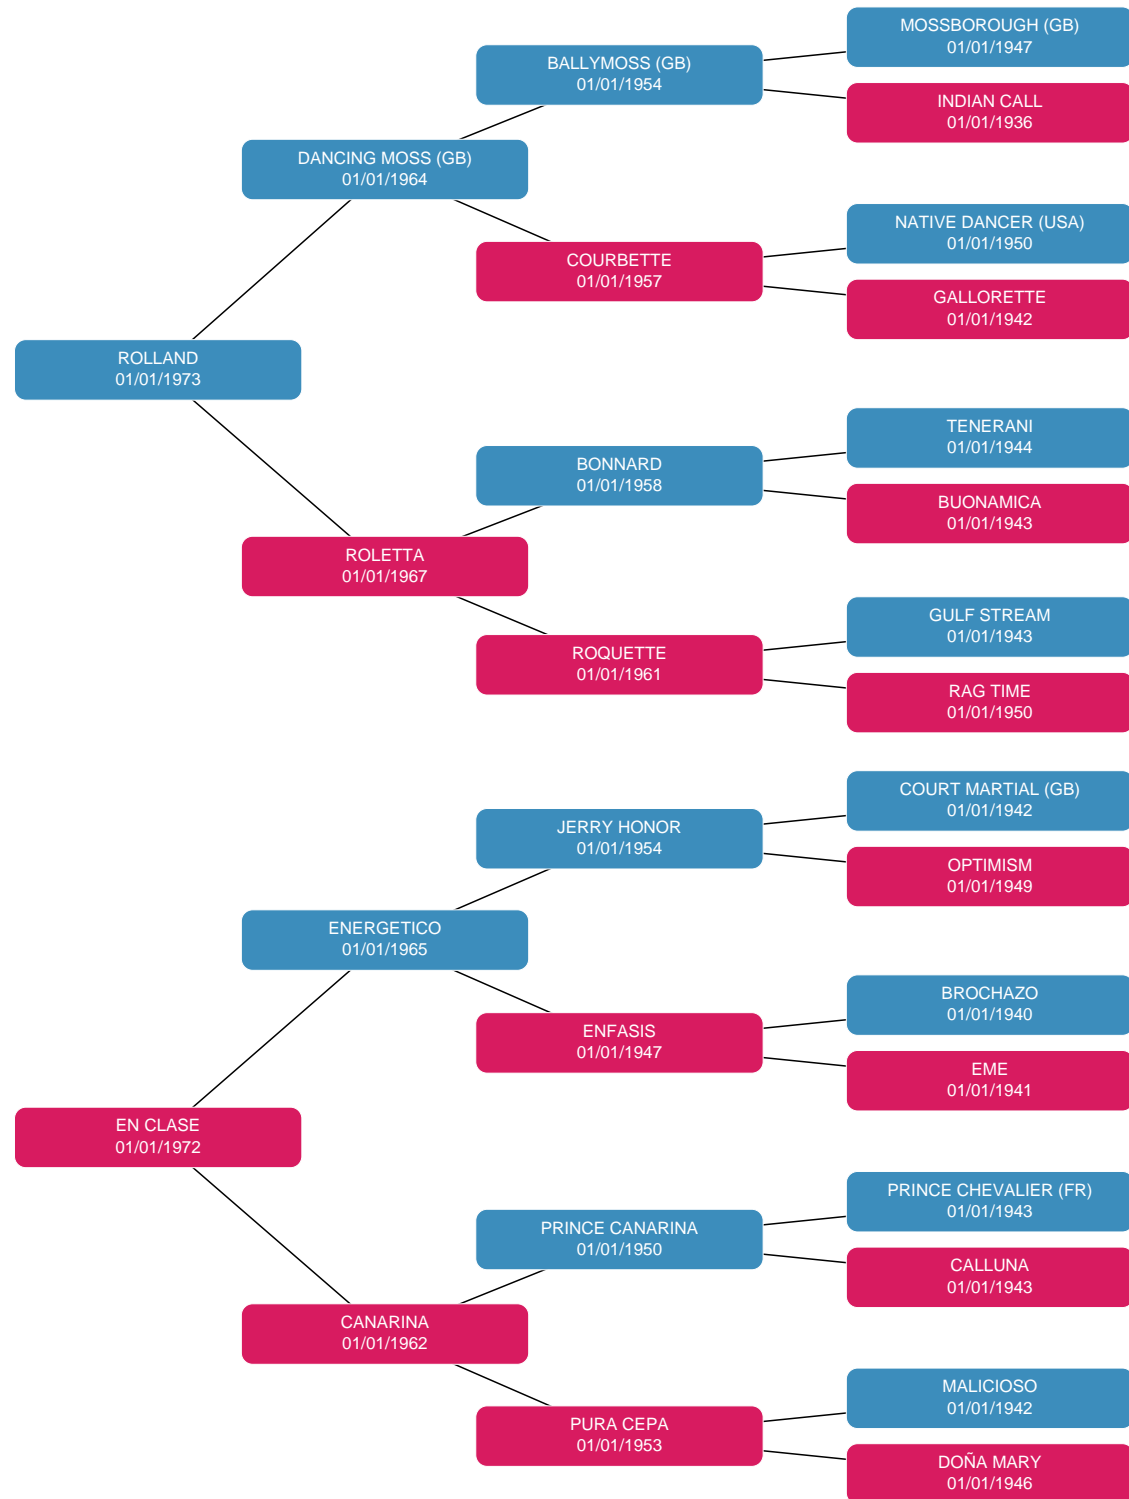 MOSSBOROUGH (GB)
01/01/1947
BALLYMOSS (GB)
01/01/1954
INDIAN CALL
01/01/1936
DANCING MOSS (GB)
01/01/1964
NATIVE DANCER (USA)
01/01/1950
COURBETTE
01/01/1957
GALLORETTE
01/01/1942
ROLLAND
01/01/1973
TENERANI
01/01/1944
BONNARD
01/01/1958
BUONAMICA
01/01/1943
ROLETTA
01/01/1967
GULF STREAM
01/01/1943
ROQUETTE
01/01/1961
RAG TIME
01/01/1950
COURT MARTIAL (GB)
01/01/1942
JERRY HONOR
01/01/1954
OPTIMISM
01/01/1949
ENERGETICO
01/01/1965
BROCHAZO
01/01/1940
ENFASIS
01/01/1947
EME
01/01/1941
EN CLASE
01/01/1972
PRINCE CHEVALIER (FR)
01/01/1943
PRINCE CANARINA
01/01/1950
CALLUNA
01/01/1943
CANARINA
01/01/1962
MALICIOSO
01/01/1942
PURA CEPA
01/01/1953
DOÑA MARY
01/01/1946